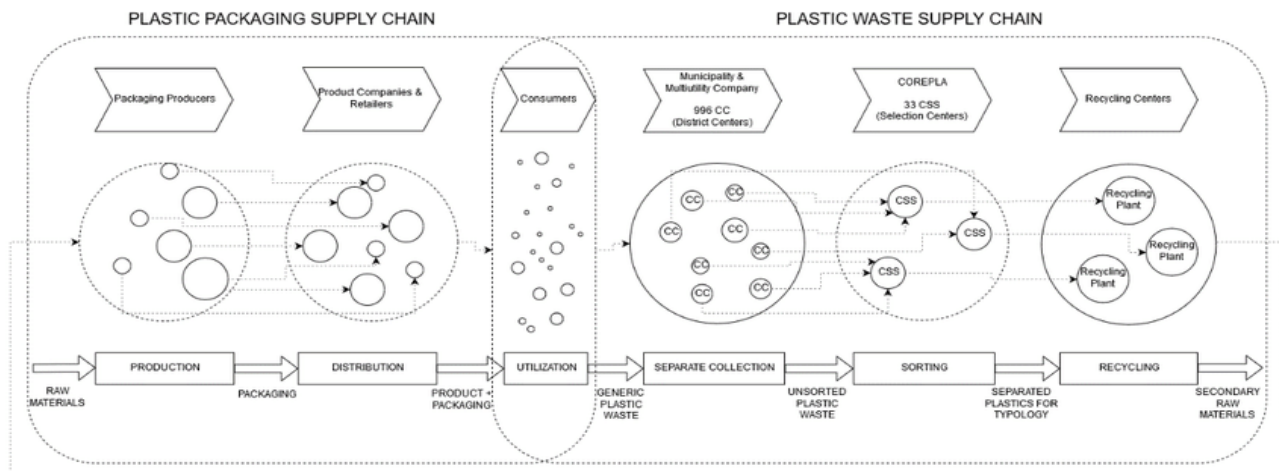 PLASTIC PACKAGING SUPPLY CHAIN
PLASTIC WASTE SUPPLY CHAIN
Packaging Producers
Product Companies &
Retailers
Consumers
Municipality &
Multiutility Company
996 CC
(District Centers)
COREPLA
33 CSS
(Selection Centers)
Recycling Centers
CC
CC
CC
CC
CC
CC
CC
CC
CSS
CSS
CSS
Recycling
Plant
Recycling
Plant
Recycling
Plant
PRODUCTION
DISTRIBUTION
UTILIZATION
SEPARATE COLLECTION
SORTING
RECYCLING
RAW
MATERIALS
PACKAGING
PRODUCT +
PACKAGING
GENERIC
PLASTIC
WASTE
UNSORTED
PLASTIC
WASTE
SEPARATED
PLASTICS FOR
TYPOLOGY
SECONDARY
RAW
MATERIALS